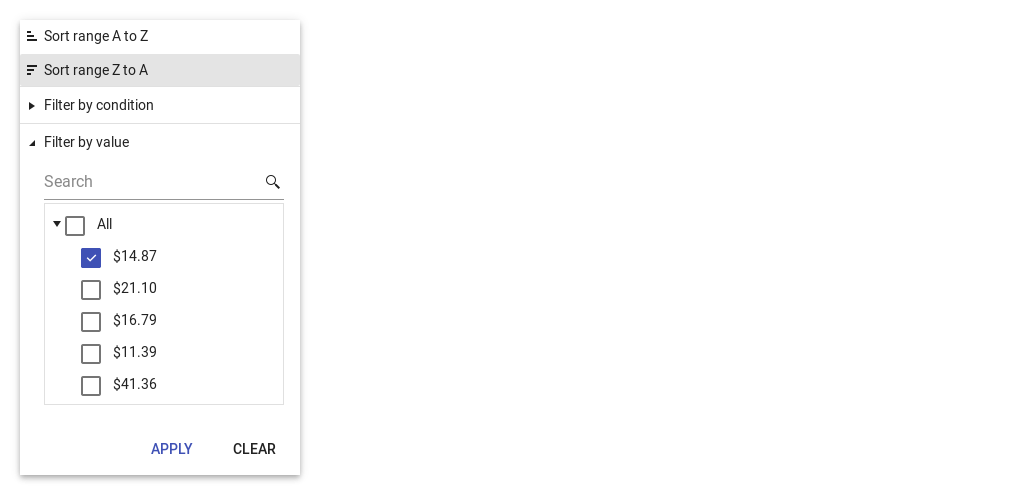 Sort range A to Z
Sort range Z to A
Filter by condition
Filter by value
Search
All
$14.87
$21.10
$16.79
$11.39
$41.36
APPLY CLEAR